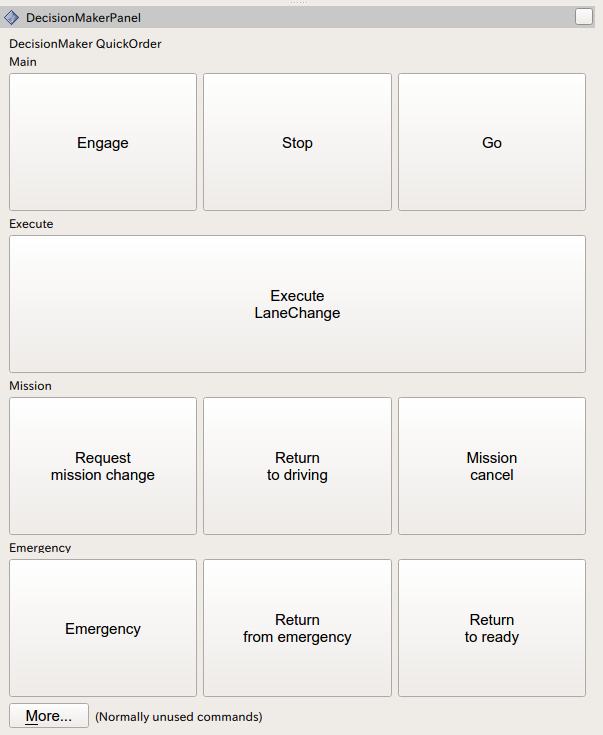 DecisionMakerPanel
DecisionMaker QuickOrder
Main
Engage
Stop
Go
Execute
Execute
LaneChange
Mission
Request
mission change
Return
to driving
Mission
cancel
Emergency
Emergency
Return
from emergency
Return
to ready
More... (Normally unused commands)